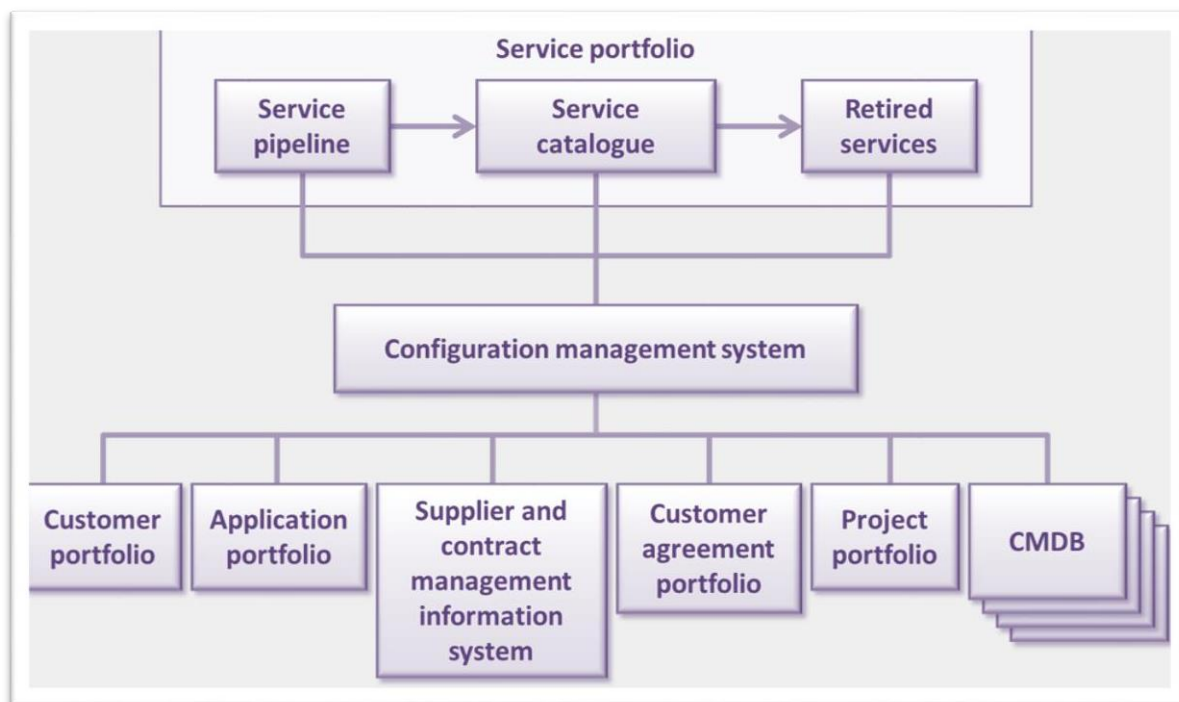 Service portfolio
Service
pipeline
Service
catalogue
Retired
services
Configuration management system
Customer
portfolio
Application
portfolio
Supplier and
contract
management
information
system
Customer
agreement
portfolio
Project
portfolio
CMDB